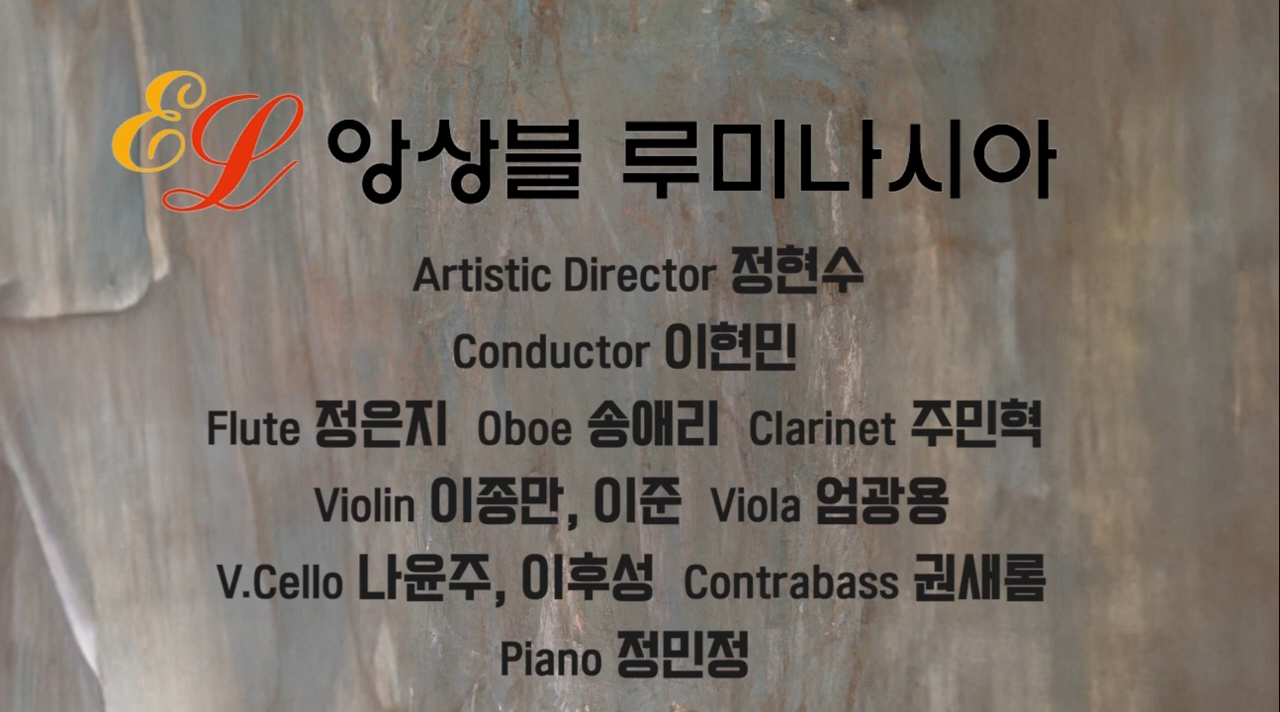 EL 앙상블 루미나시아
Artistic Director 정현수
Conductor 이현민
Flute 정은지 Oboe 송애리 Clarinet 주민혁
Violin 이종만, 이준 Viola 엄광용
V.Cello 나윤주, 이후성 Contrabass 권새롬
Piano 정민정